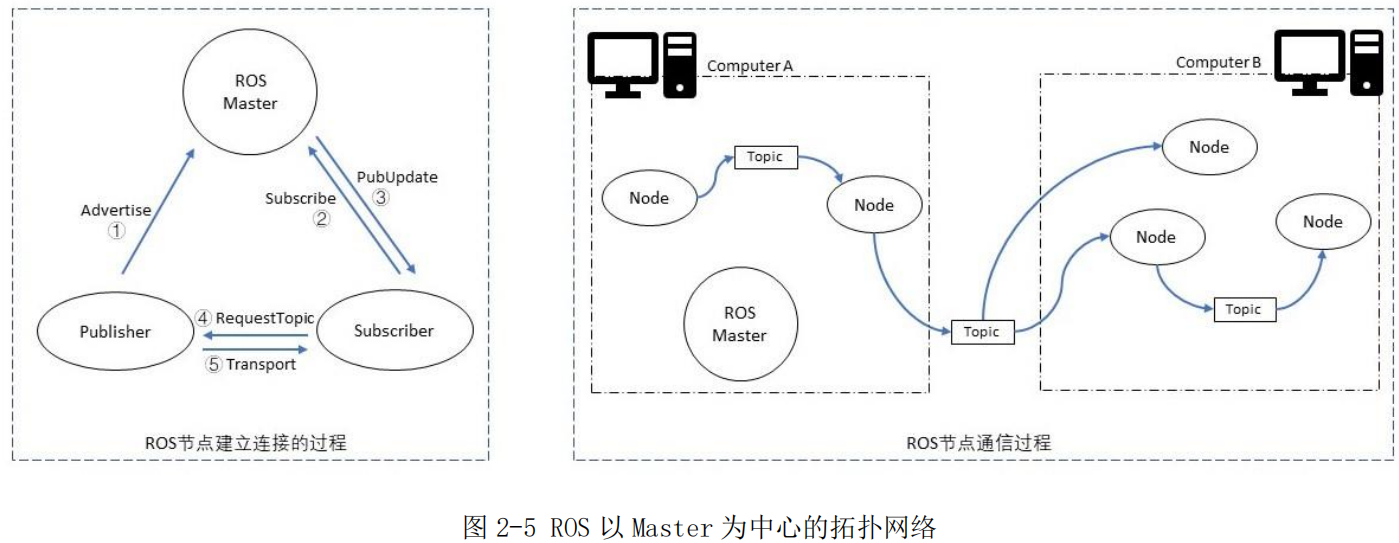 ROS
Master
PubUpdate
③
Subscribe
②
Advertise
①
④ RequestTopic
Publisher
Subscriber
⑤ Transport
ROS节点建立连接的过程
Computer A
Computer B
Topic
Node
Node
Node
Node
Node
ROS
Master
Topic
Topic
ROS节点通信过程
图 2-5 ROS 以 Master 为中心的拓扑网络